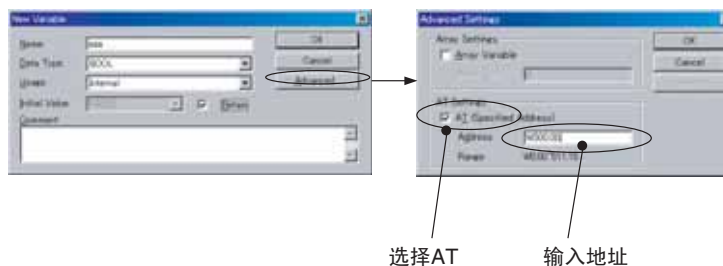 New Variable
Name
Data Type BOOL
Usage Internal
Initial Value Retain
Comment
OK
Cancel
Advanced
Advanced Settings
Array Settings
Array Variable
AT Settings
AT (Specified Address)
Address
Range
OK
Cancel
选择AT
输入地址